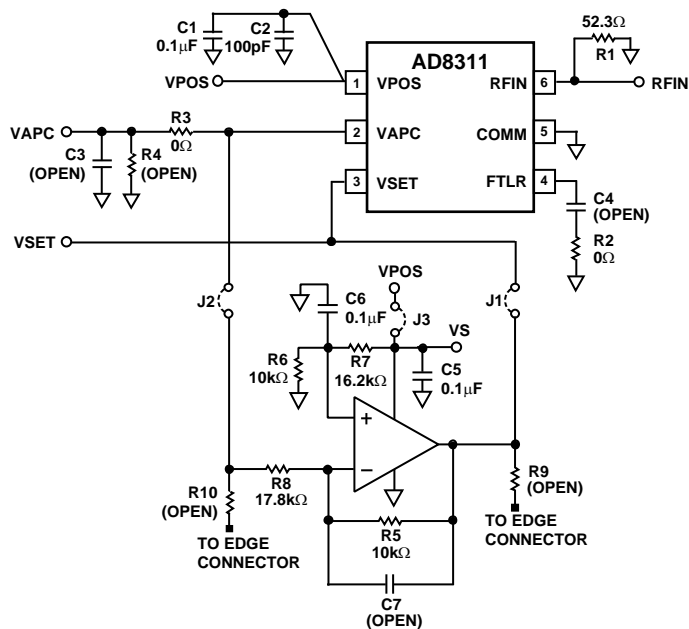 C1
0.1μF
C2
100pF
52.3Ω
R1
AD8311
VPOS
1
VPOS
RFIN
6
RFIN
VAPC
R3
0Ω
2
VAPC
COMM
5
C3
(OPEN)
R4
(OPEN)
3
VSET
FTLR
4
C4
(OPEN)
VSET
R2
0Ω
VPOS
J2
C6
0.1μF
J3
J1
VS
R6
10kΩ
R7
16.2kΩ
C5
0.1μF
+
−
R8
17.8kΩ
R10
(OPEN)
R9
(OPEN)
TO EDGE
CONNECTOR
R5
10kΩ
TO EDGE
CONNECTOR
C7
(OPEN)